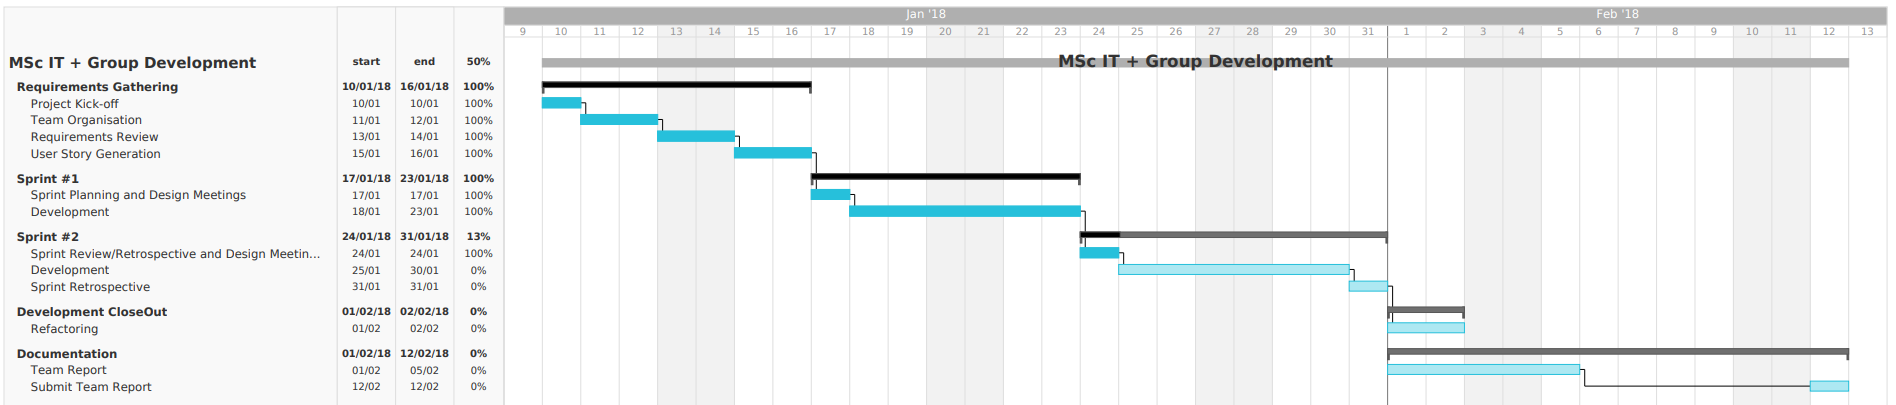 Jan '18 Feb '18
9 10 11 12 13 14 15 16 17 18 19 20 21 22 23 24 25 26 27 28 29 30 31 1 2 3 4 5 6 7 8 9 10 11 12 13
MSc IT + Group Development start end 50% MSc IT + Group Development
Requirements Gathering 10/01/18 16/01/18 100%
Project Kick-off 10/01 10/01 100%
Team Organisation 11/01 12/01 100%
Requirements Review 13/01 14/01 100%
User Story Generation 15/01 16/01 100%
Sprint #1 17/01/18 23/01/18 100%
Sprint Planning and Design Meetings 17/01 17/01 100%
Development 18/01 23/01 100%
Sprint #2 24/01/18 31/01/18 13%
Sprint Review/Retrospective and Design Meetin... 24/01 24/01 100%
Development 25/01 30/01 0%
Sprint Retrospective 31/01 31/01 0%
Development CloseOut 01/02/18 02/02/18 0%
Refactoring 01/02 02/02 0%
Documentation 01/02/18 12/02/18 0%
Team Report 01/02 05/02 0%
Submit Team Report 12/02 12/02 0%